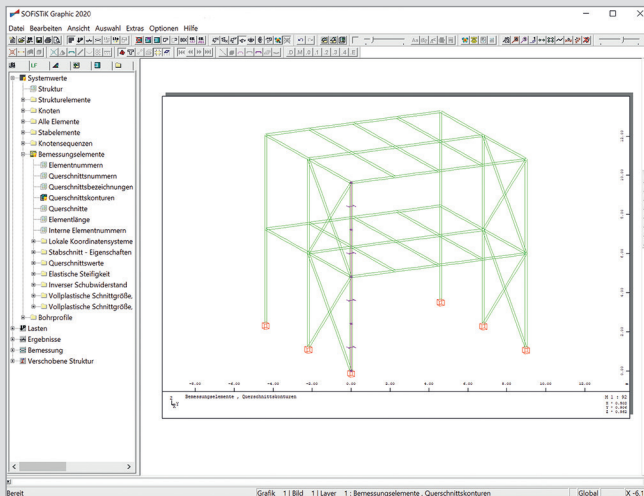 SOFiSTiK Graphic 2020
Datei Bearbeiten Ansicht Auswahl Extras Optionen Hilfe
LF
Systemwerte
Struktur
Strukturelemente
Knoten
Alle Elemente
Stabelemente
Knotensequenzen
Bemessungselemente
Elementnummern
Querschnittsnummern
Querschnittsbezeichnungen
Querschnittskonturen
Querschnitte
Elementlänge
Interne Elementnummern
Lokale Koordinatensysteme
Stabschnitt - Eigenschaften
Querschnittswerte
Elastische Steifigkeit
Inverser Schubwiderstand
Vollplastische Schnittgröße,
Vollplastische Schnittgröße,
Bohrprofile
Lasten
Ergebnisse
Bemessung
Verschobene Struktur
-4.00 -2.00 0.00 2.00 4.00 6.00 8.00 10.00 12.00
Bemessungselemente , Querschnittskonturen
M 1 : 92
Bereit
Grafik 1 | Bild 1 | Layer 1 : Bemessungselemente , Querschnittskonturen
Global
X -6.1